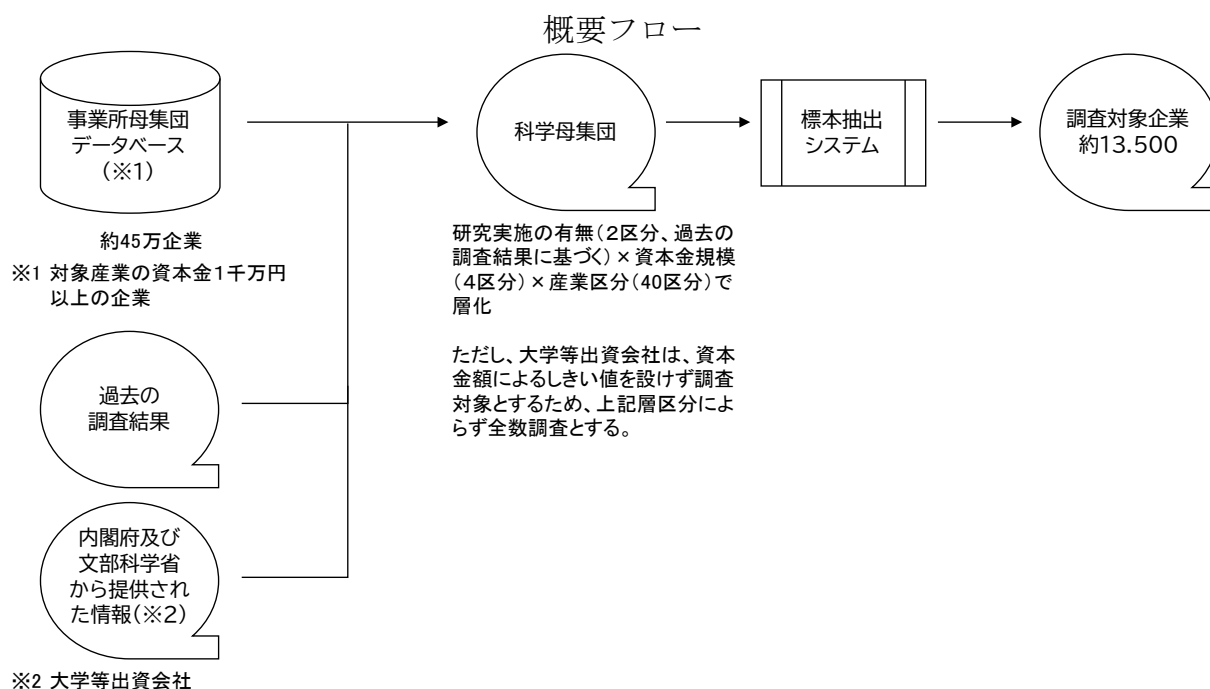 概要フロー
事業所母集団
データベース
(※1)
約45万企業
※1 対象産業の資本金1千万円
以上の企業
過去の
調査結果
内閣府及び
文部科学省
から提供され
た情報(※2)
※2 大学等出資会社
科学母集団
研究実施の有無(2区分、過去の
調査結果に基づく)×資本金規模
(4区分)×産業区分(40区分)で
層化
ただし、大学等出資会社は、資本
金額によるしきい値を設けず調査
対象とするため、上記層区分によ
らず全数調査とする。
標本抽出
システム
調査対象企業
約13.500